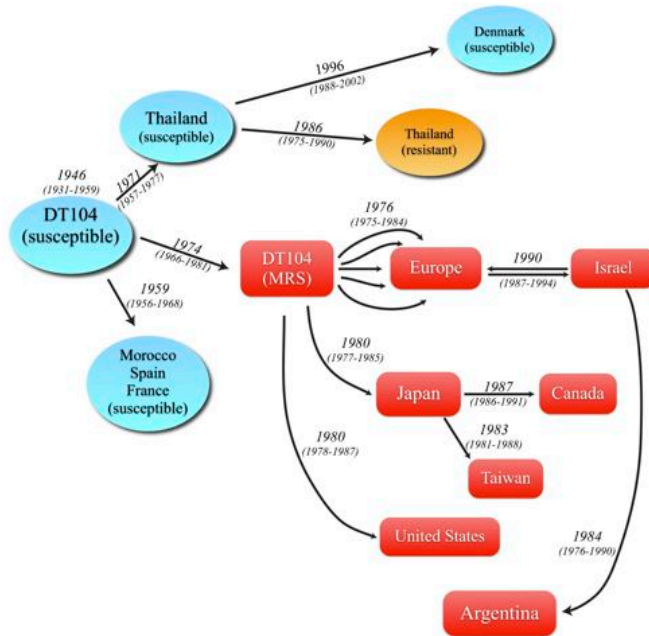 Denmark
(susceptible)
1996
(1988-2002)
Thailand
(susceptible)
1986
(1975-1990)
Thailand
(resistant)
1946
(1931-1959)
1971
(1957-1977)
DT104
(susceptible)
1974
(1966-1981)
1976
(1975-1984)
DT104
(MRS)
Europe
1990
(1987-1994)
Israel
1959
(1956-1968)
Morocco
Spain
France
(susceptible)
1980
(1977-1985)
Japan
1987
(1986-1991)
Canada
1983
(1981-1988)
Taiwan
1980
(1978-1987)
United States
1984
(1976-1990)
Argentina